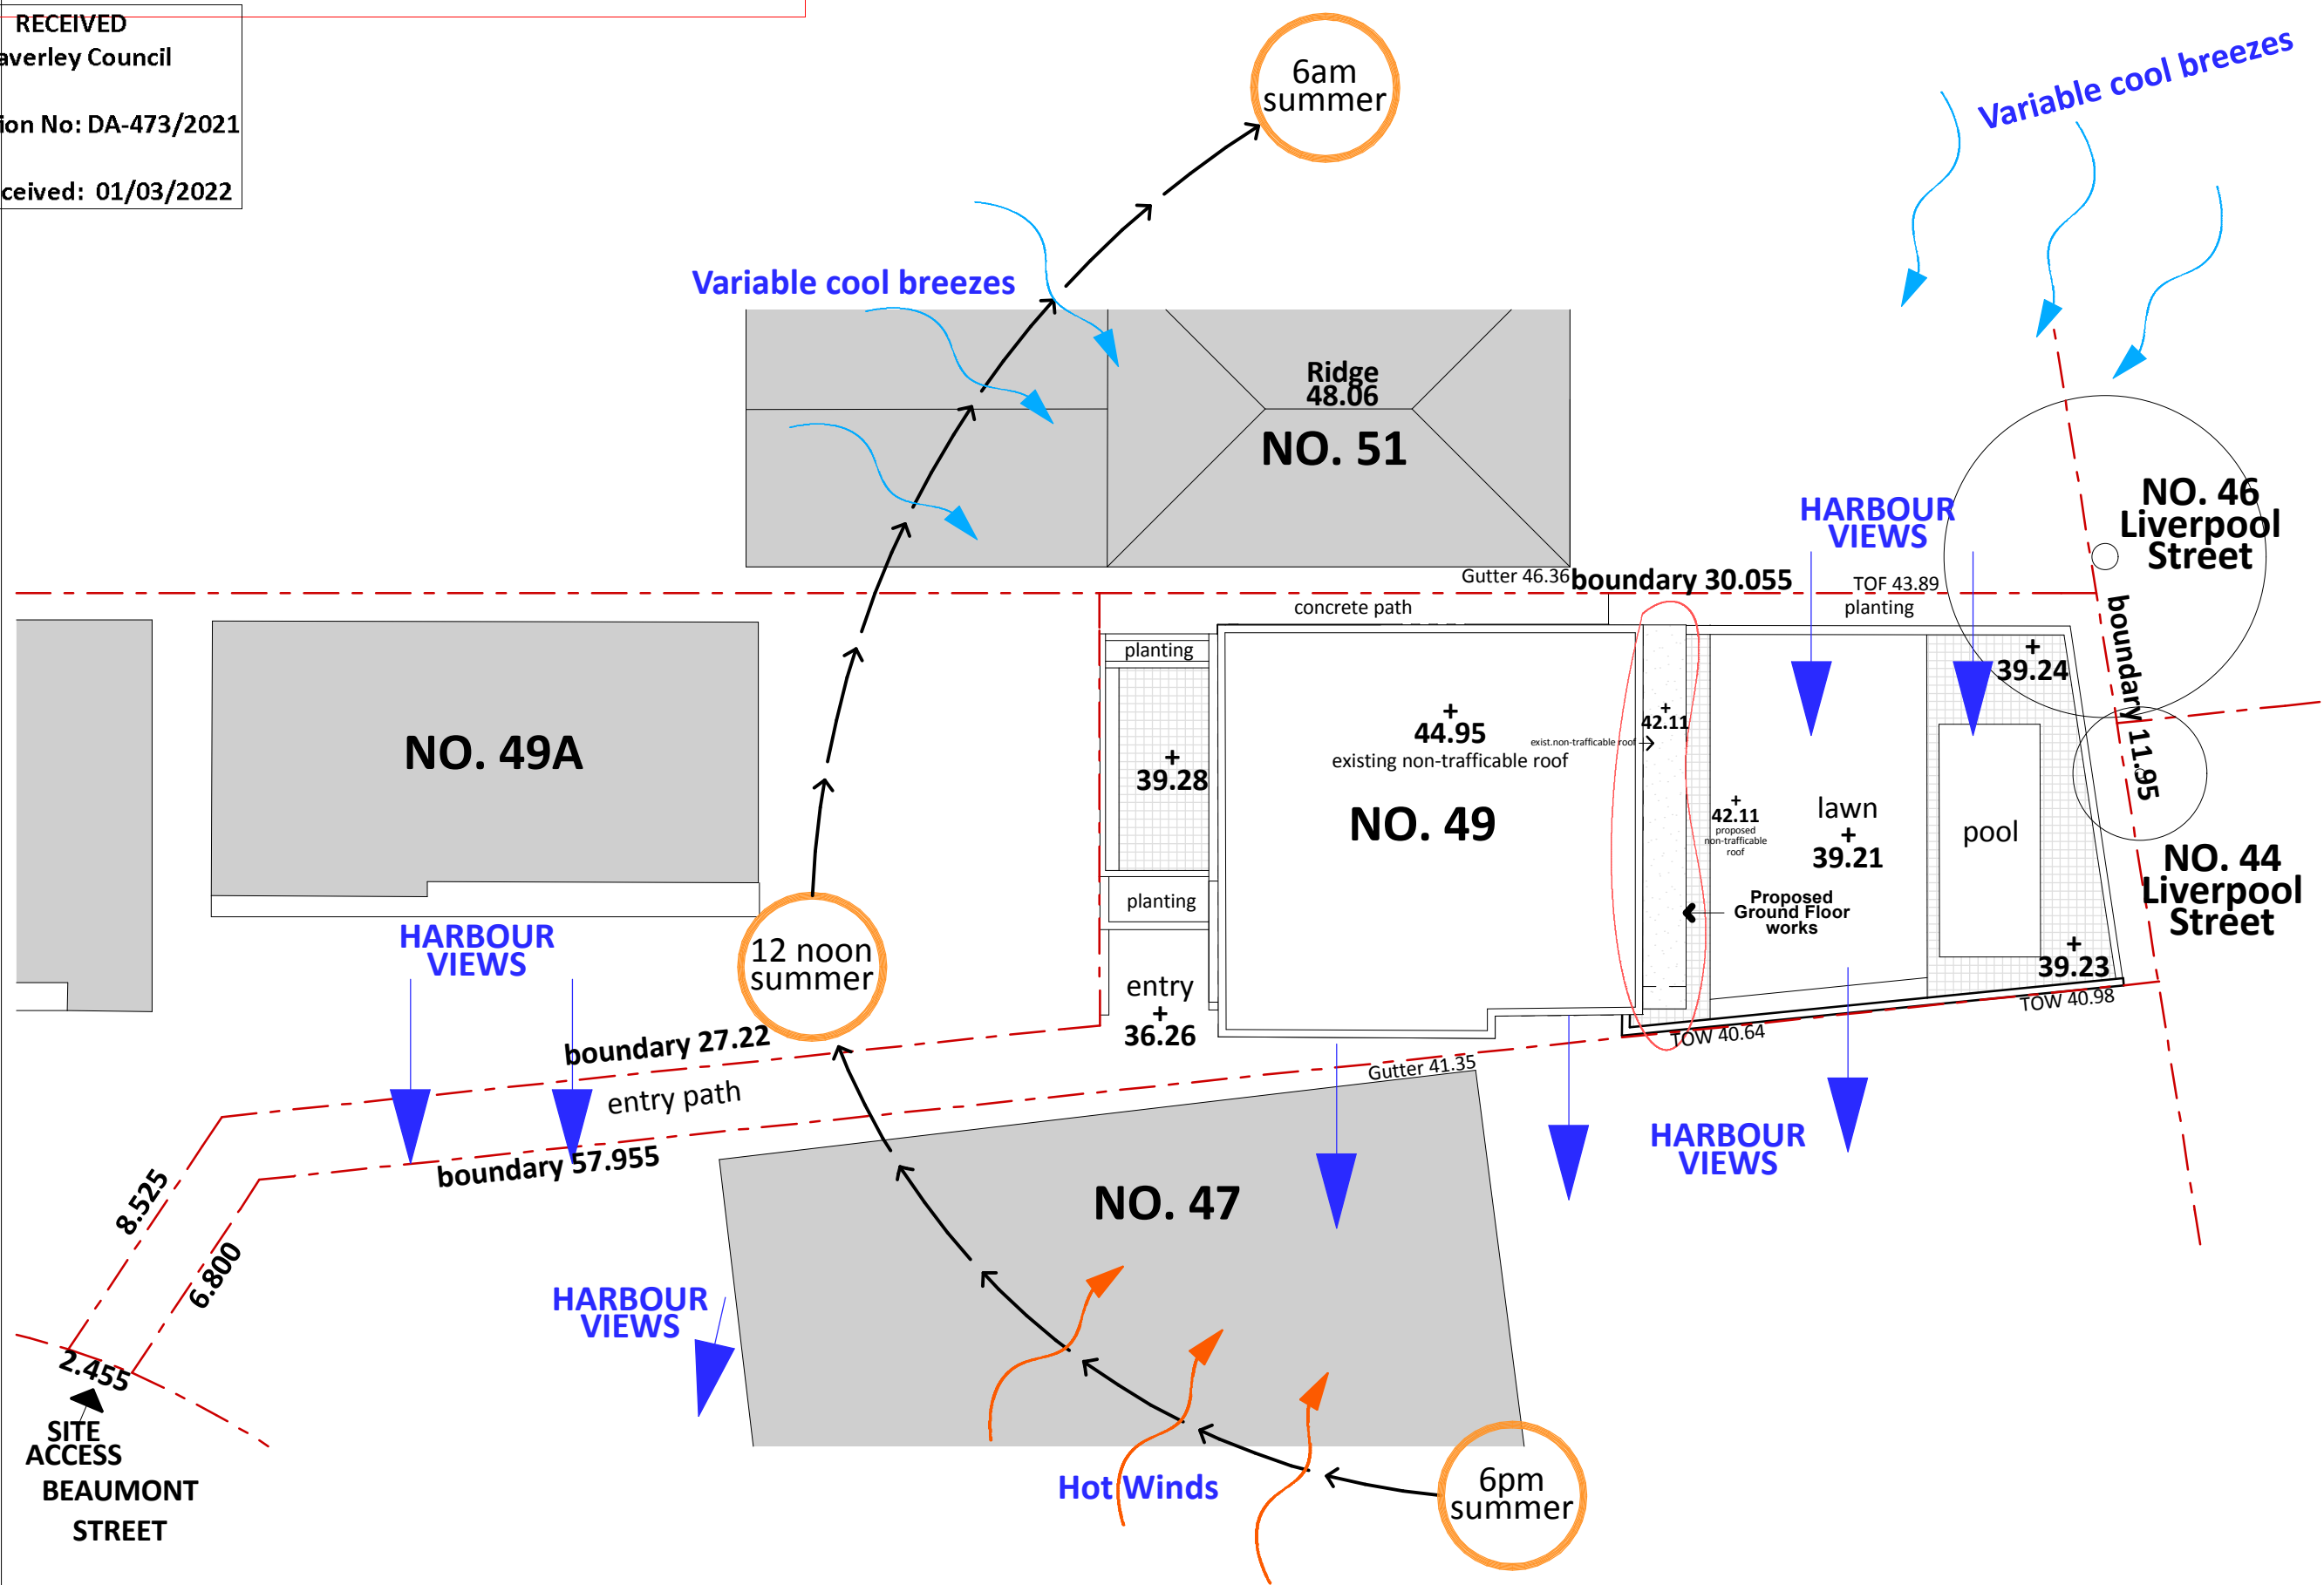 RECEIVED
averley Council
ion No: DA-473/2021
ceived: 01/03/2022
6am
summer
Variable cool breezes
Variable cool breezes
Ridge
48.06
NO. 51
HARBOUR
VIEWS
NO. 46
Liverpool
Street
Gutter 46.36
boundary 30.055
TOF 43.89
planting
concrete path
boundary 11.95
planting
39.24
NO. 49A
39.28
44.95
existing non-trafficable roof
exist.non-trafficable roof
42.11
NO. 49
42.11
proposed
non-trafficable
roof
lawn
39.21
pool
Proposed
Ground Floor
works
NO. 44
Liverpool
Street
planting
HARBOUR
VIEWS
12 noon
summer
entry
36.26
39.23
TOW 40.98
TOW 40.64
boundary 27.22
entry path
Gutter 41.35
boundary 57.955
HARBOUR
VIEWS
8.525
6.800
NO. 47
HARBOUR
VIEWS
2.455
SITE
ACCESS
BEAUMONT
STREET
Hot Winds
6pm
summer